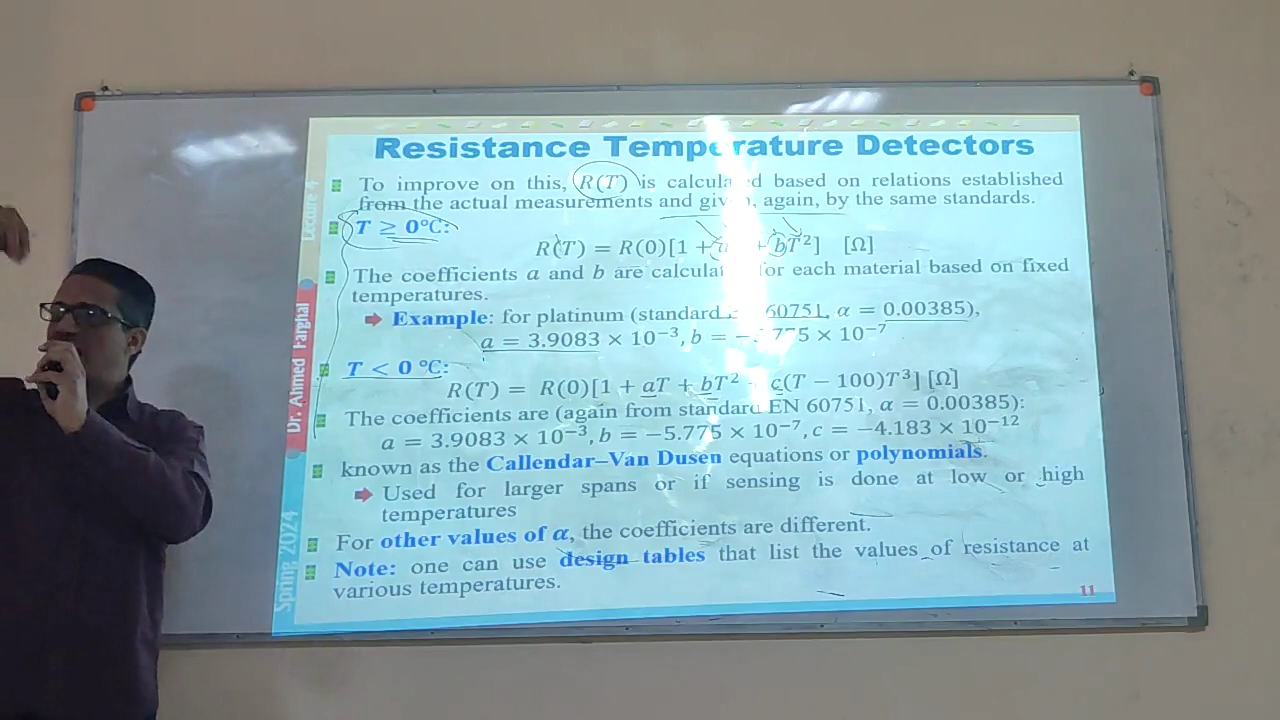 Resistance Temperature Detectors
To improve on this, R(T) is calculated based on relations established
from the actual measurements and given, again, by the same standards.
T ≥ 0°C:
R(T) = R(0)[1 + + bT²] [Ω]
The coefficients a and b are calculat for each material based on fixed
temperatures.
Example: for platinum (standard 60751, α = 0.00385),
a = 3.9083 × 10⁻³, b = − 775 × 10⁻⁷
T < 0 °C:
R(T) = R(0)[1 + aT + bT² c(T − 100)T³] [Ω]
The coefficients are (again from standard EN 60751, α = 0.00385):
a = 3.9083 × 10⁻³, b = −5.775 × 10⁻⁷, c = −4.183 × 10⁻¹²
known as the Callendar–Van Dusen equations or polynomials.
Used for larger spans or if sensing is done at low or high
temperatures
For other values of α, the coefficients are different.
Note: one can use design tables that list the values of resistance at
various temperatures.
11
Lecture 4
Dr. Ahmed Farghal
Spring 2024